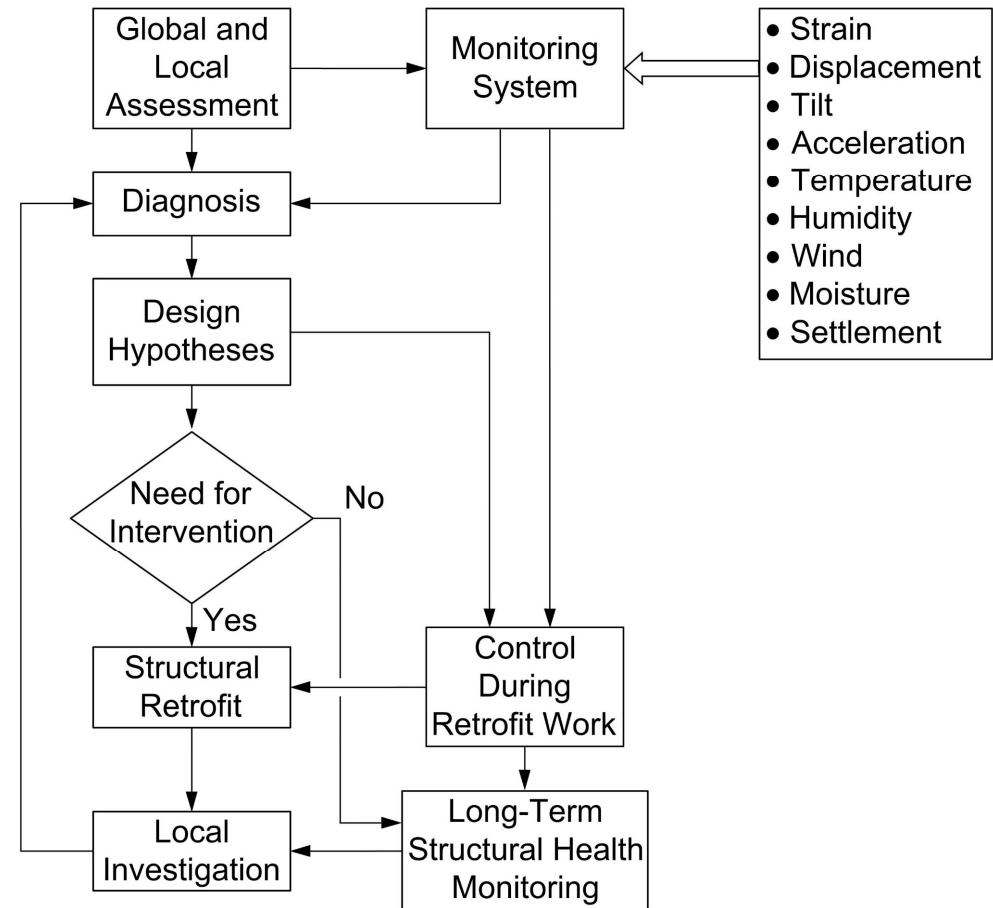 Global and
Local
Assessment
Monitoring
System
• Strain
• Displacement
• Tilt
• Acceleration
• Temperature
• Humidity
• Wind
• Moisture
• Settlement
Diagnosis
Design
Hypotheses
Need for
Intervention
No
Yes
Structural
Retrofit
Control
During
Retrofit Work
Local
Investigation
Long-Term
Structural Health
Monitoring